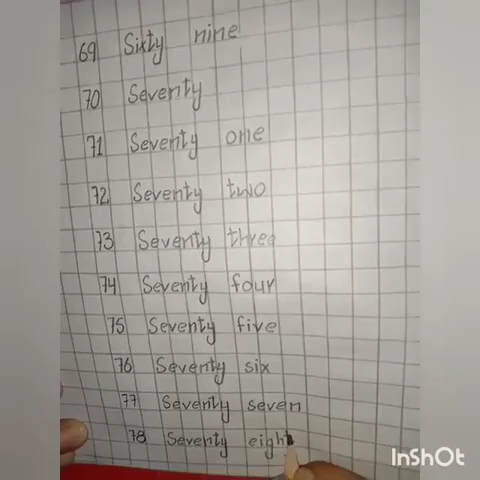 69 Sixty nine
70 Seventy
71 Seventy one
72 Seventy two
73 Seventy three
74 Seventy four
75 Seventy five
76 Seventy six
77 Seventy seven
78 Seventy eight
InShOt